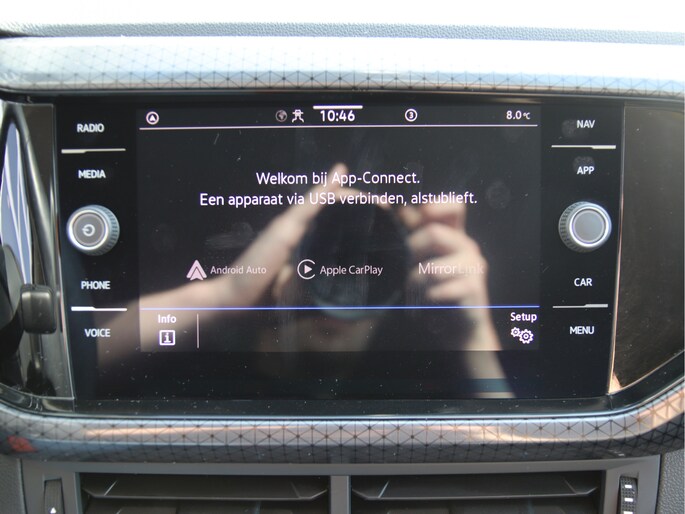 RADIO
MEDIA
PHONE
VOICE
10:46
3
8.0°C
Welkom bij App-Connect.
Een apparaat via USB verbinden, alstublieft.
Android Auto
Apple CarPlay
MirrorLink
Info
i
Setup
NAV
APP
CAR
MENU